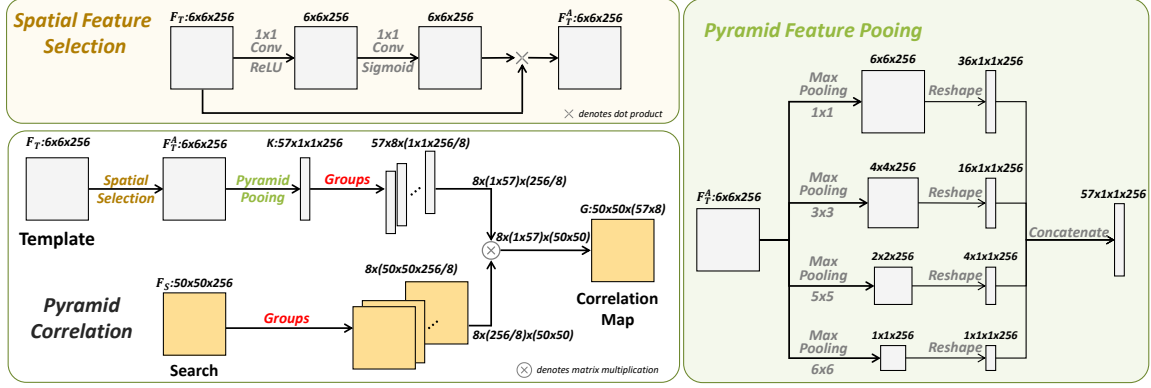 Spatial Feature
Selection
F_T:6x6x256
1x1
Conv
ReLU
6x6x256
1x1
Conv
Sigmoid
6x6x256
×
F_T^A:6x6x256
× denotes dot product
F_T:6x6x256
Template
Spatial
Selection
F_T^A:6x6x256
Pyramid
Pooing
K:57x1x1x256
Groups
57x8x(1x1x256/8)
...
8x(1x57)x(256/8)
8x(1x57)x(50x50)
G:50x50x(57x8)
Correlation
Map
Pyramid
Correlation
F_S:50x50x256
Search
Groups
8x(50x50x256/8)
...
8x(256/8)x(50x50)
⊗ denotes matrix multiplication
Pyramid Feature Pooing
F_T^A:6x6x256
Max
Pooling
1x1
6x6x256
Reshape
36x1x1x256
Max
Pooling
3x3
4x4x256
Reshape
16x1x1x256
Max
Pooling
5x5
2x2x256
Reshape
4x1x1x256
Max
Pooling
6x6
1x1x256
Reshape
1x1x1x256
Concatenate
57x1x1x256